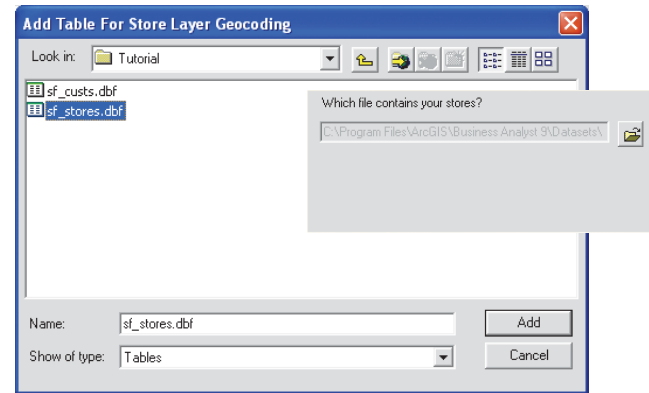 Add Table For Store Layer Geocoding
Look in: Tutorial
sf_custs.dbf
sf_stores.dbf
Which file contains your stores?
C:\Program Files\ArcGIS\Business Analyst 9\Datasets\
Name: sf_stores.dbf Add
Show of type: Tables Cancel